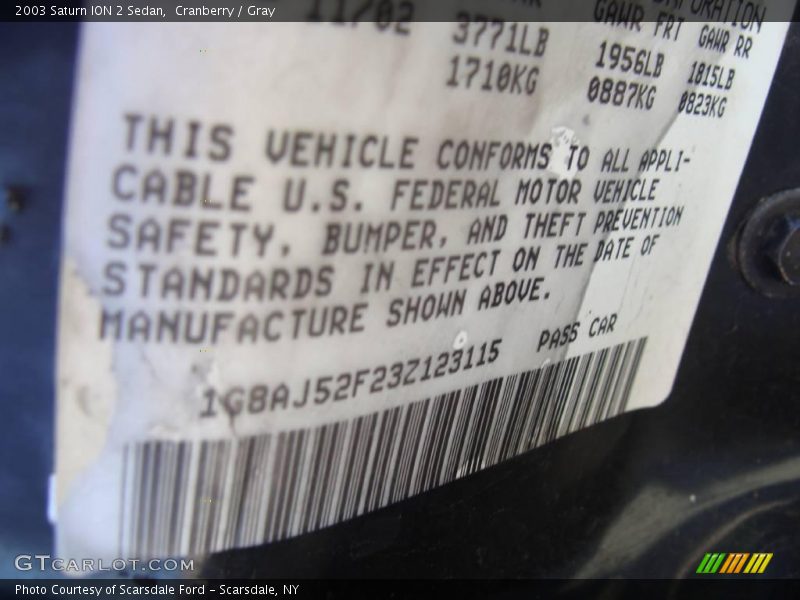 2003 Saturn ION 2 Sedan, Cranberry / Gray
11/02 3771LB GAWR FRT GAWR RR
1710KG 1956LB 1815LB
0887KG 0823KG
THIS VEHICLE CONFORMS TO ALL APPLI-
CABLE U.S. FEDERAL MOTOR VEHICLE
SAFETY, BUMPER, AND THEFT PREVENTION
STANDARDS IN EFFECT ON THE DATE OF
MANUFACTURE SHOWN ABOVE.
1G8AJ52F23Z123115 PASS CAR
GTCARLOT.COM
Photo Courtesy of Scarsdale Ford - Scarsdale, NY